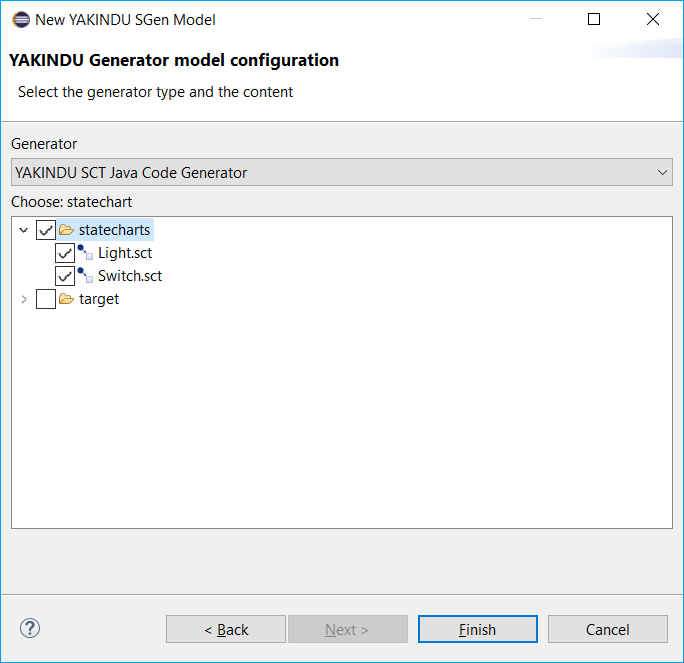 New YAKINDU SGen Model
YAKINDU Generator model configuration
Select the generator type and the content
Generator
YAKINDU SCT Java Code Generator
Choose: statechart
statecharts
Light.sct
Switch.sct
target
? < Back Next > Finish Cancel